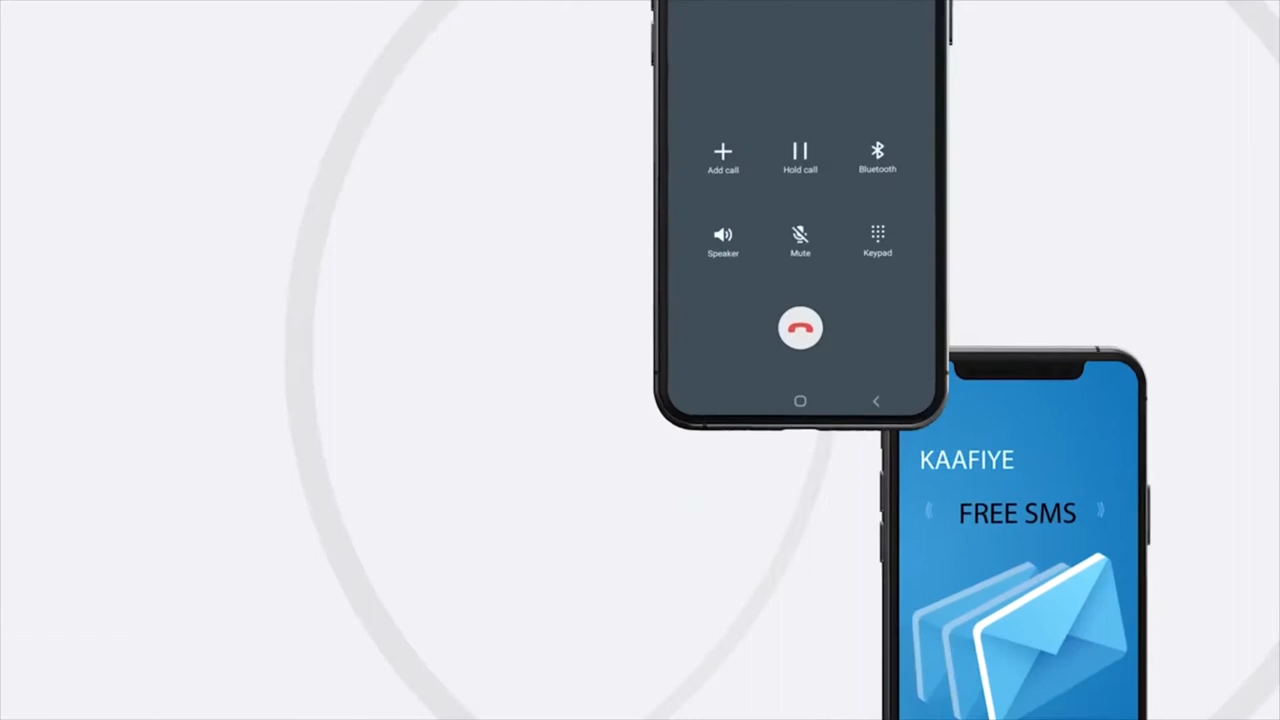 Add call Hold call Bluetooth
Speaker Mute Keypad
KAAFIYE
FREE SMS